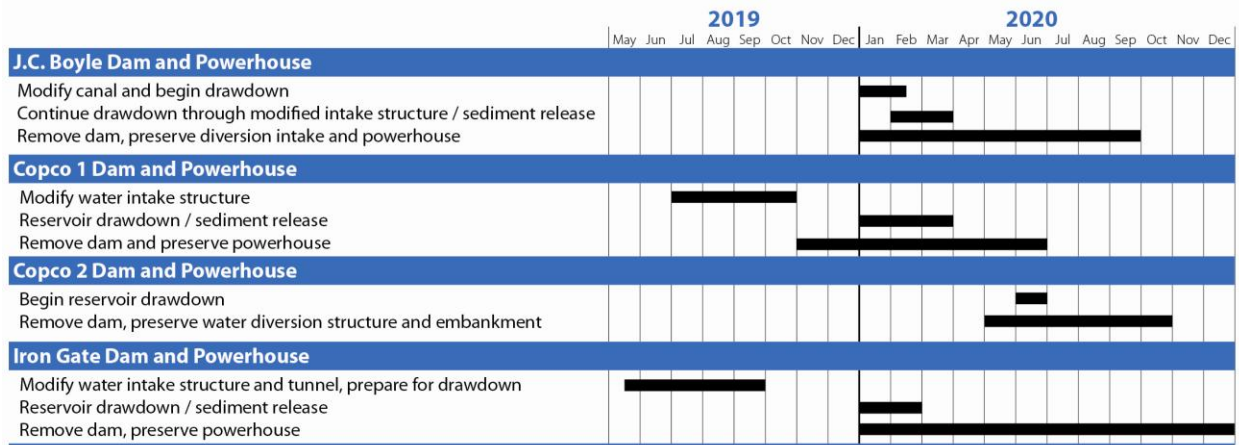 2019 2020
May Jun Jul Aug Sep Oct Nov Dec Jan Feb Mar Apr May Jun Jul Aug Sep Oct Nov Dec
J.C. Boyle Dam and Powerhouse
Modify canal and begin drawdown
Continue drawdown through modified intake structure / sediment release
Remove dam, preserve diversion intake and powerhouse
Copco 1 Dam and Powerhouse
Modify water intake structure
Reservoir drawdown / sediment release
Remove dam and preserve powerhouse
Copco 2 Dam and Powerhouse
Begin reservoir drawdown
Remove dam, preserve water diversion structure and embankment
Iron Gate Dam and Powerhouse
Modify water intake structure and tunnel, prepare for drawdown
Reservoir drawdown / sediment release
Remove dam, preserve powerhouse